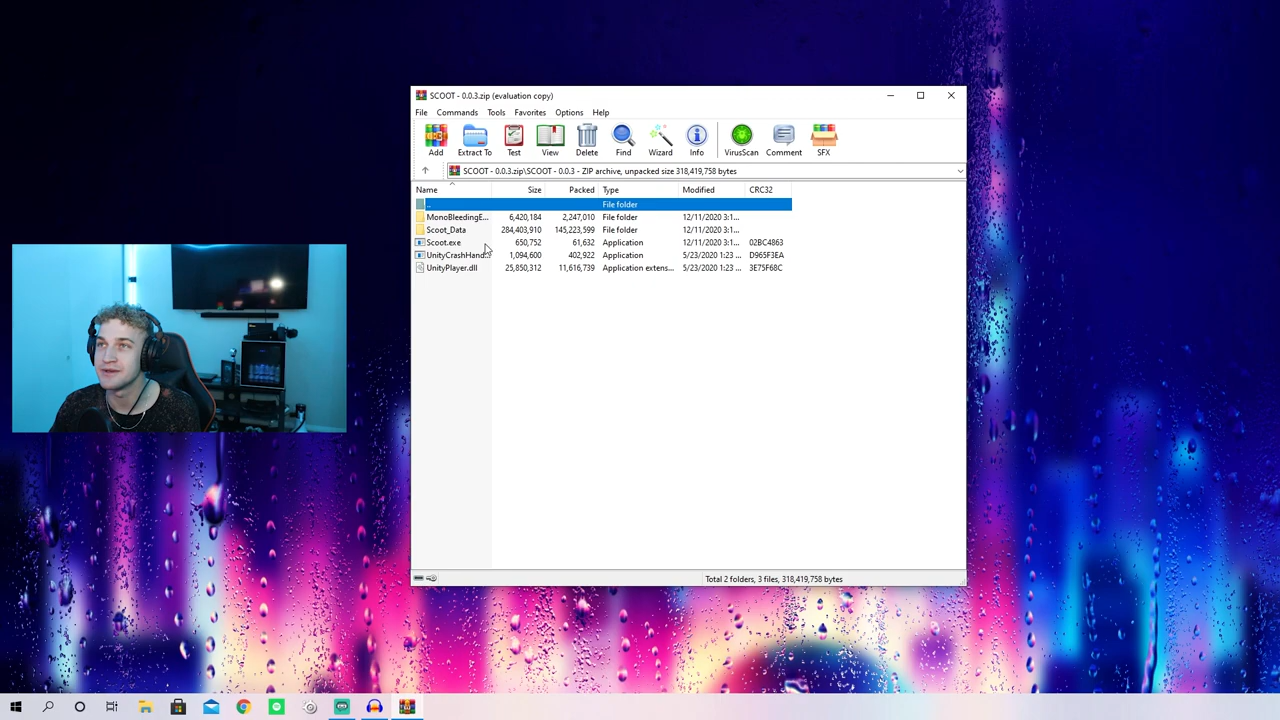 SCOOT - 0.0.3.zip (evaluation copy)
File Commands Tools Favorites Options Help
Add Extract To Test View Delete Find Wizard Info VirusScan Comment SFX
SCOOT - 0.0.3.zip\SCOOT - 0.0.3 - ZIP archive, unpacked size 318,419,758 bytes
Name Size Packed Type Modified CRC32
.. File folder
MonoBleedingE... 6,420,184 2,247,010 File folder 12/11/2020 3:1...
Scoot_Data 284,403,910 145,223,599 File folder 12/11/2020 3:1...
Scoot.exe 650,752 61,632 Application 12/11/2020 3:1... 02BC4863
UnityCrashHand... 1,094,600 402,922 Application 5/23/2020 1:23 ... D965F3EA
UnityPlayer.dll 25,850,312 11,616,739 Application extens... 5/23/2020 1:23 ... 3E75F68C
Total 2 folders, 3 files, 318,419,758 bytes